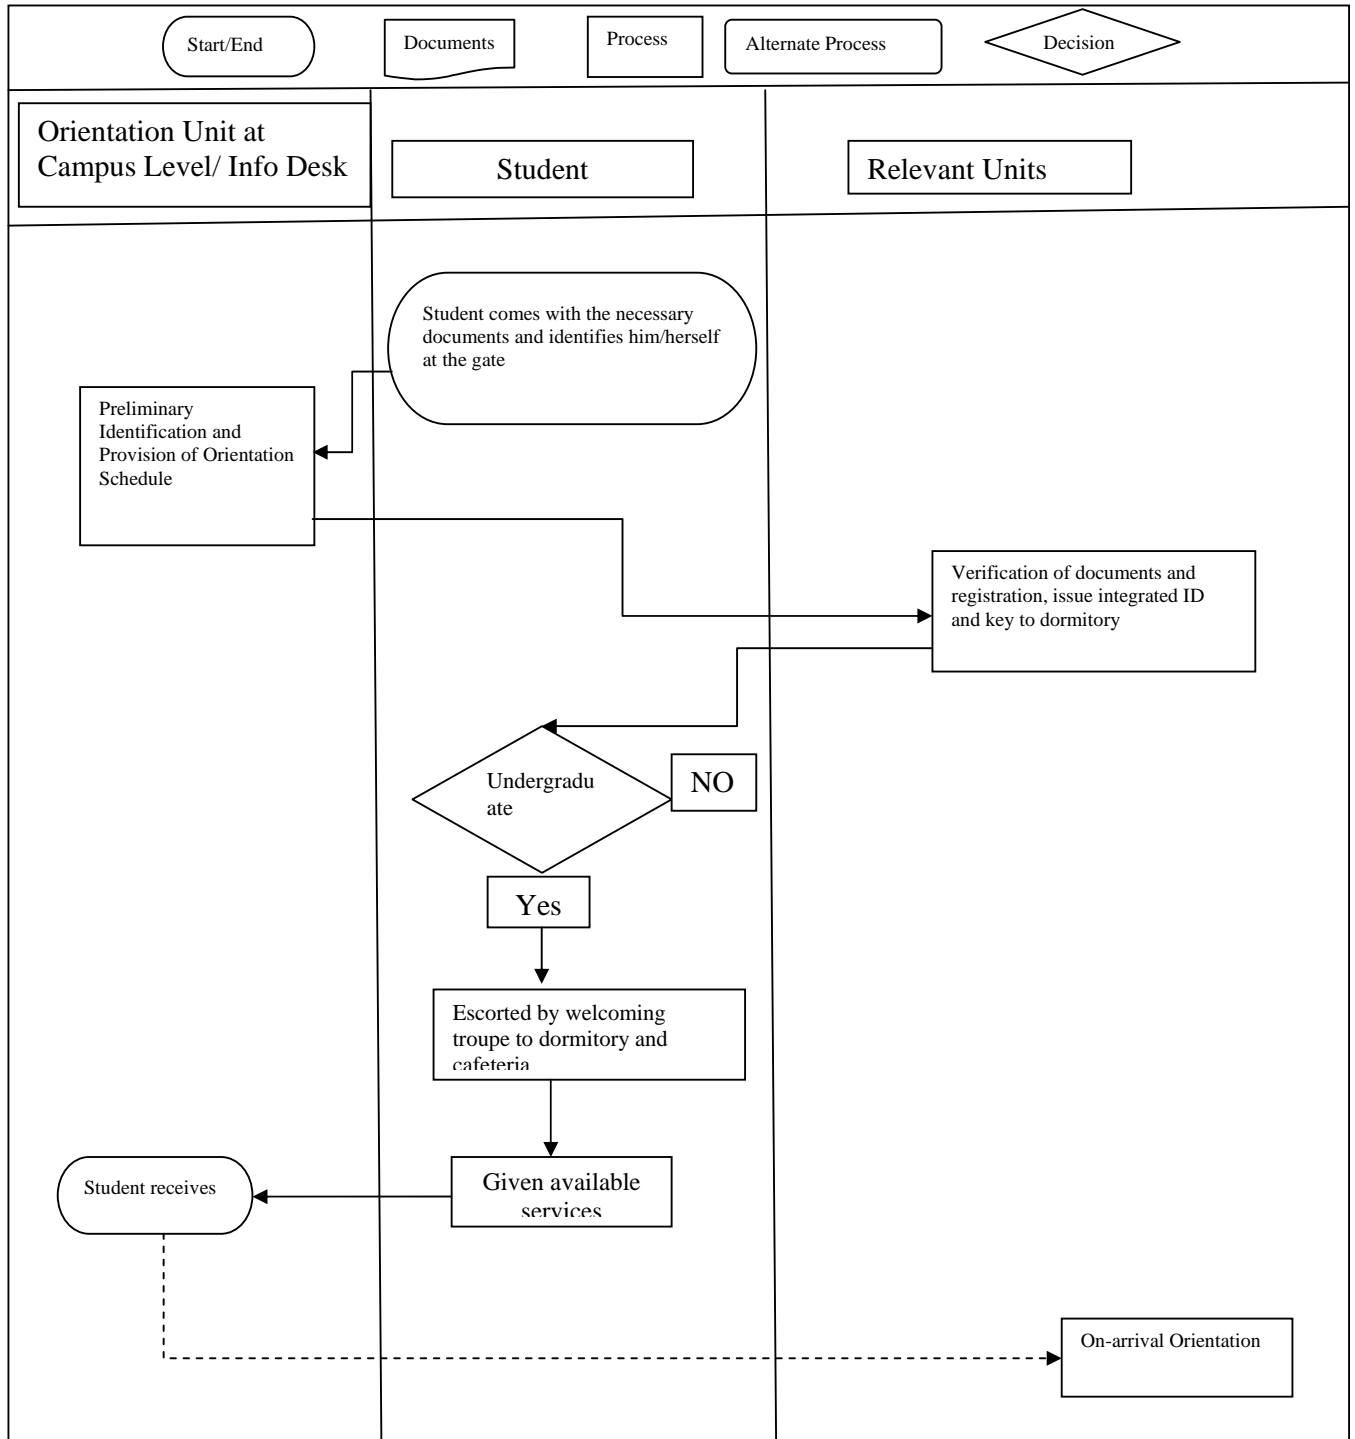 Start/End
Documents
Process
Alternate Process
Decision
Orientation Unit at
Campus Level/ Info Desk
Student
Relevant Units
Student comes with the necessary
documents and identifies him/herself
at the gate
Preliminary
Identification and
Provision of Orientation
Schedule
Verification of documents and
registration, issue integrated ID
and key to dormitory
Undergradu
ate
NO
Yes
Escorted by welcoming
troupe to dormitory and
cafeteria
Given available
services
Student receives
On-arrival Orientation